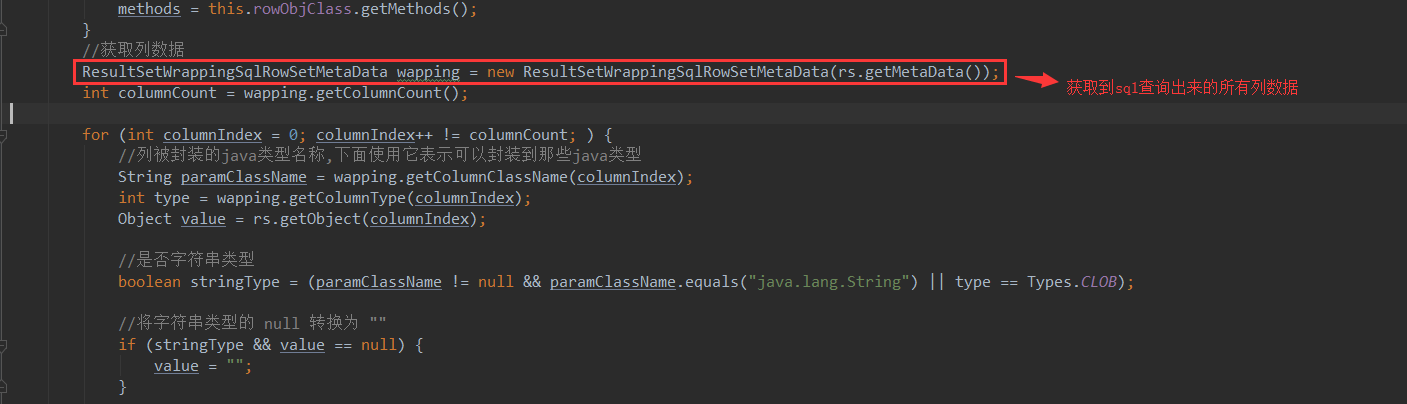 methods = this.rowObjClass.getMethods();
}
//获取列数据
ResultSetWrappingSqlRowSetMetaData wapping = new ResultSetWrappingSqlRowSetMetaData(rs.getMetaData());
获取到sql查询出来的所有列数据
int columnCount = wapping.getColumnCount();
for (int columnIndex = 0; columnIndex++ != columnCount; ) {
//列被封装的java类型名称,下面使用它表示可以封装到那些java类型
String paramClassName = wapping.getColumnClassName(columnIndex);
int type = wapping.getColumnType(columnIndex);
Object value = rs.getObject(columnIndex);
//是否字符串类型
boolean stringType = (paramClassName != null && paramClassName.equals("java.lang.String") || type == Types.CLOB);
//将字符串类型的 null 转换为 ""
if (stringType && value == null) {
value = "";
}